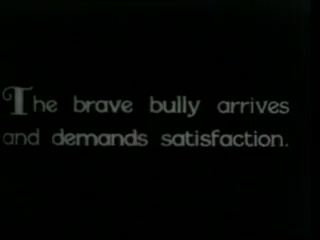 The brave bully arrives
and demands satisfaction.